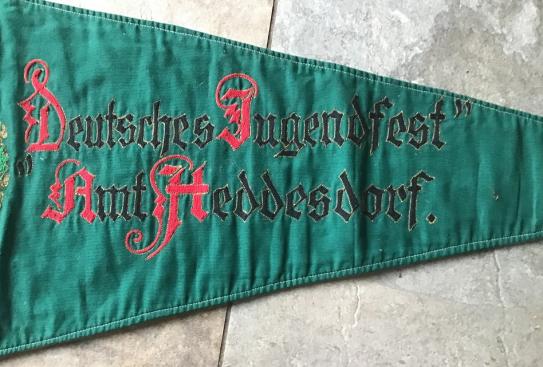 „Deutsches Jugendfest”
Amt Heddesdorf.